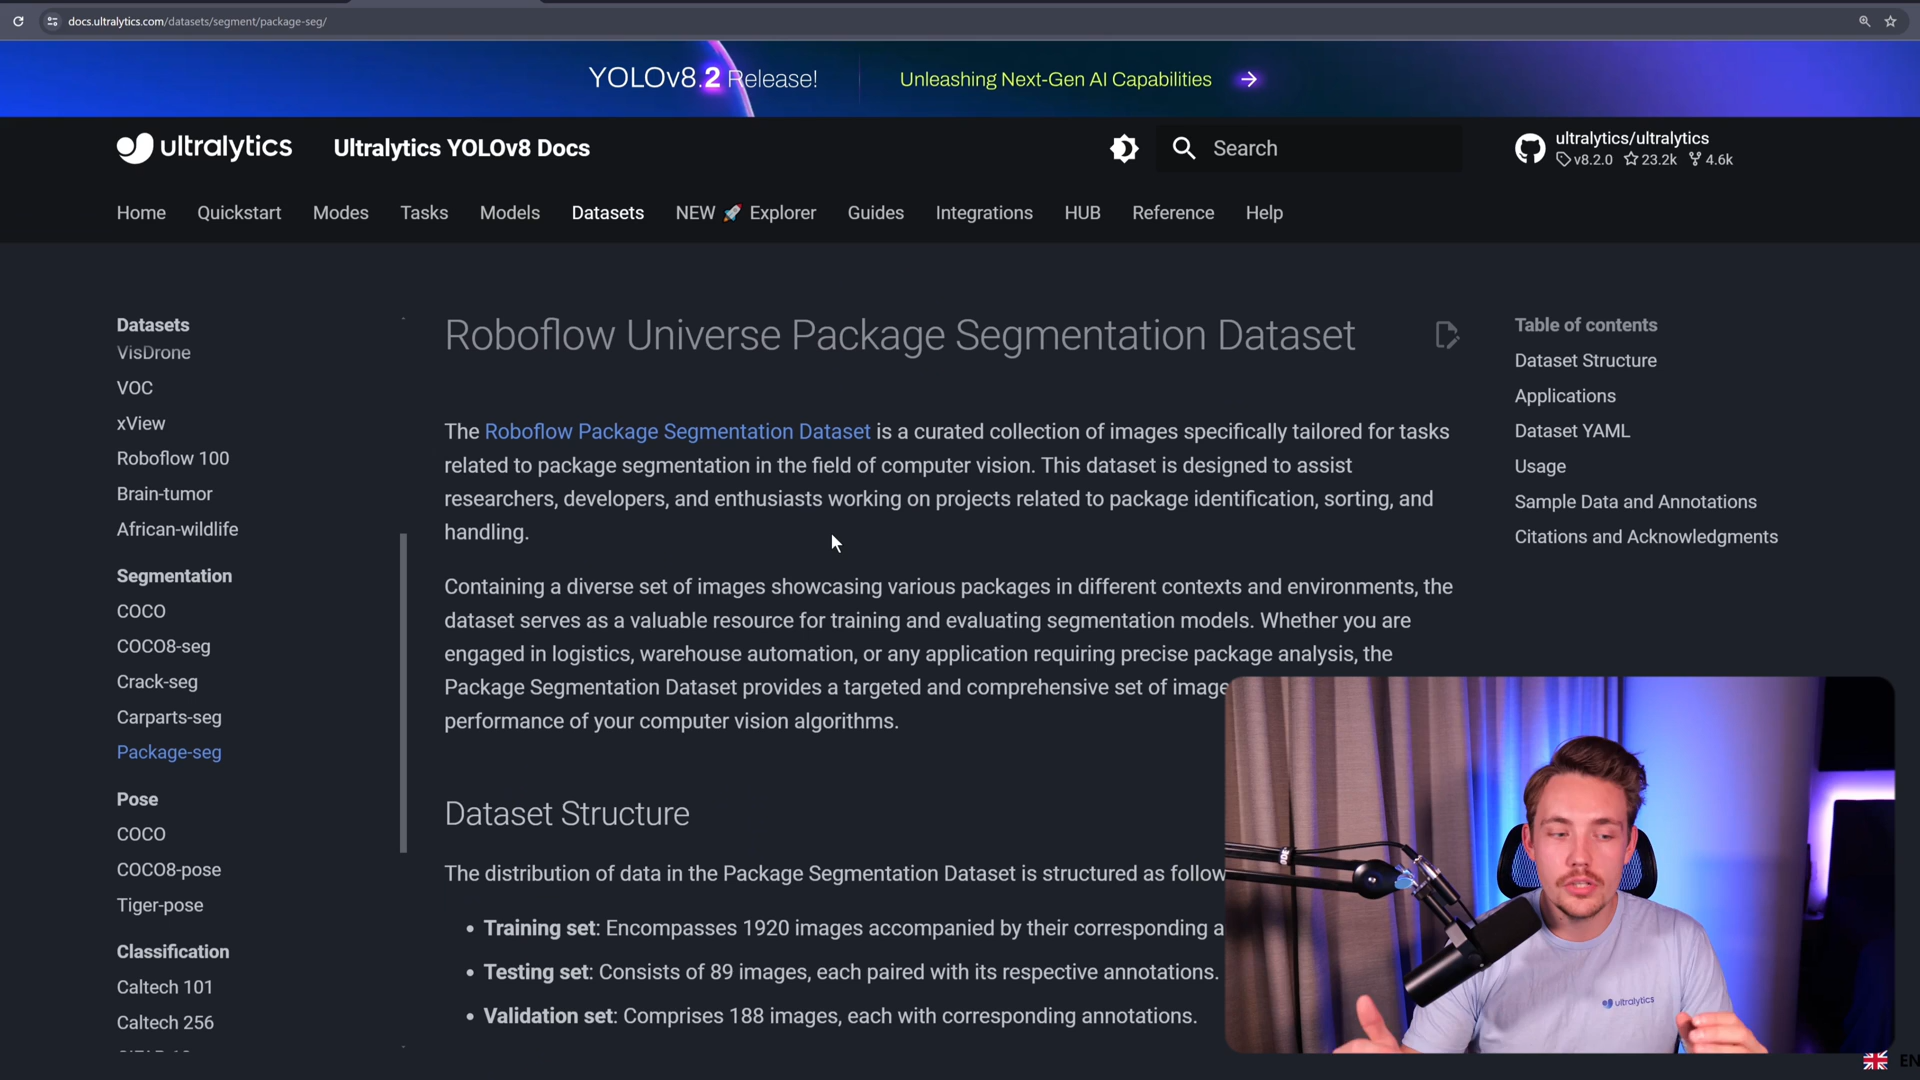 docs.ultralytics.com/datasets/segment/package-seg/
YOLOv8.2 Release!
Unleashing Next-Gen AI Capabilities
ultralytics
Ultralytics YOLOv8 Docs
Search
ultralytics/ultralytics
v8.2.0 23.2k 4.6k
Home Quickstart Modes Tasks Models Datasets NEW 🚀 Explorer Guides Integrations HUB Reference Help
Datasets
VisDrone
VOC
xView
Roboflow 100
Brain-tumor
African-wildlife
Segmentation
COCO
COCO8-seg
Crack-seg
Carparts-seg
Package-seg
Pose
COCO
COCO8-pose
Tiger-pose
Classification
Caltech 101
Caltech 256
Roboflow Universe Package Segmentation Dataset
The Roboflow Package Segmentation Dataset is a curated collection of images specifically tailored for tasks
related to package segmentation in the field of computer vision. This dataset is designed to assist
researchers, developers, and enthusiasts working on projects related to package identification, sorting, and
handling.
Containing a diverse set of images showcasing various packages in different contexts and environments, the
dataset serves as a valuable resource for training and evaluating segmentation models. Whether you are
engaged in logistics, warehouse automation, or any application requiring precise package analysis, the
Package Segmentation Dataset provides a targeted and comprehensive set of image
performance of your computer vision algorithms.
Dataset Structure
The distribution of data in the Package Segmentation Dataset is structured as follow
• Training set: Encompasses 1920 images accompanied by their corresponding a
• Testing set: Consists of 89 images, each paired with its respective annotations.
• Validation set: Comprises 188 images, each with corresponding annotations.
Table of contents
Dataset Structure
Applications
Dataset YAML
Usage
Sample Data and Annotations
Citations and Acknowledgments
ultralytics
EN